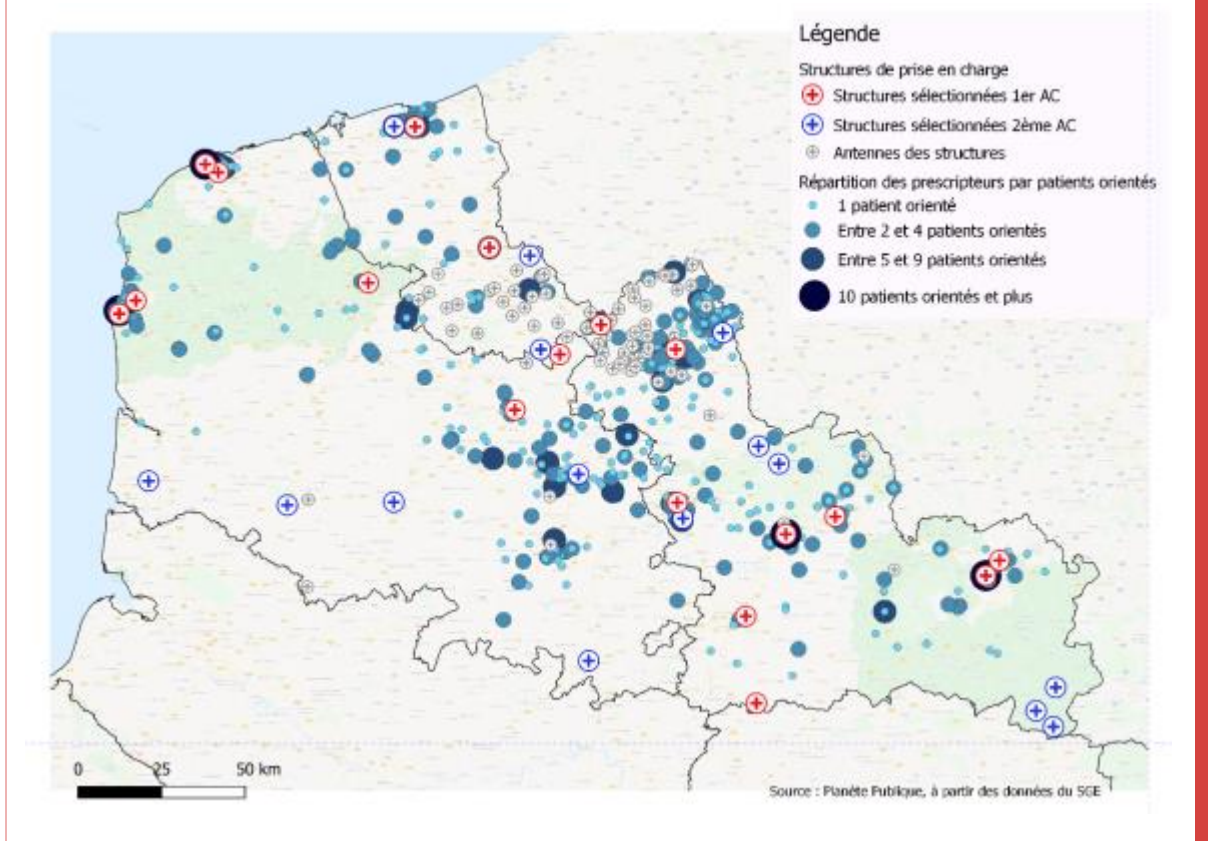 Légende
Structures de prise en charge
Structures sélectionnées 1er AC
Structures sélectionnées 2ème AC
Antennes des structures
Répartition des prescripteurs par patients orientés
1 patient orienté
Entre 2 et 4 patients orientés
Entre 5 et 9 patients orientés
10 patients orientés et plus
0 25 50 km
Source : Planète Publique, à partir des données du SGE